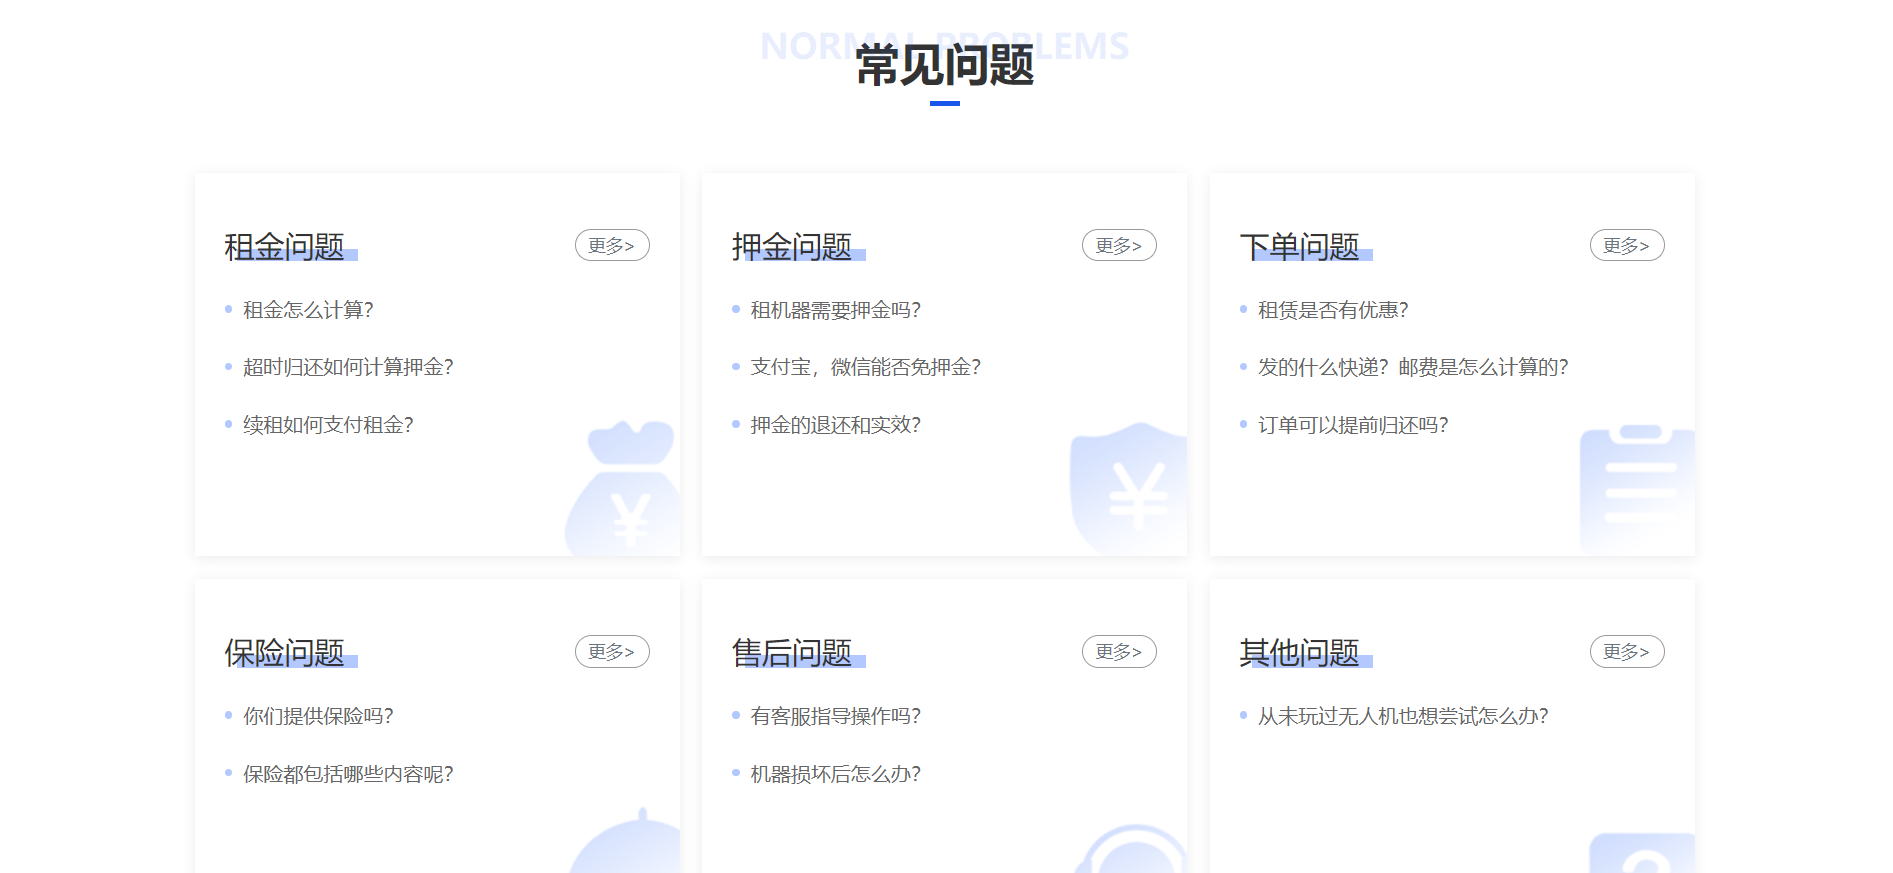 NORMAL PROBLEMS
常见问题
租金问题
更多>
租金怎么计算？
超时归还如何计算押金？
续租如何支付租金？
押金问题
更多>
租机器需要押金吗？
支付宝，微信能否免押金？
押金的退还和实效？
下单问题
更多>
租赁是否有优惠？
发的什么快递？邮费是怎么计算的？
订单可以提前归还吗？
保险问题
更多>
你们提供保险吗？
保险都包括哪些内容呢？
售后问题
更多>
有客服指导操作吗？
机器损坏后怎么办？
其他问题
更多>
从未玩过无人机也想尝试怎么办？